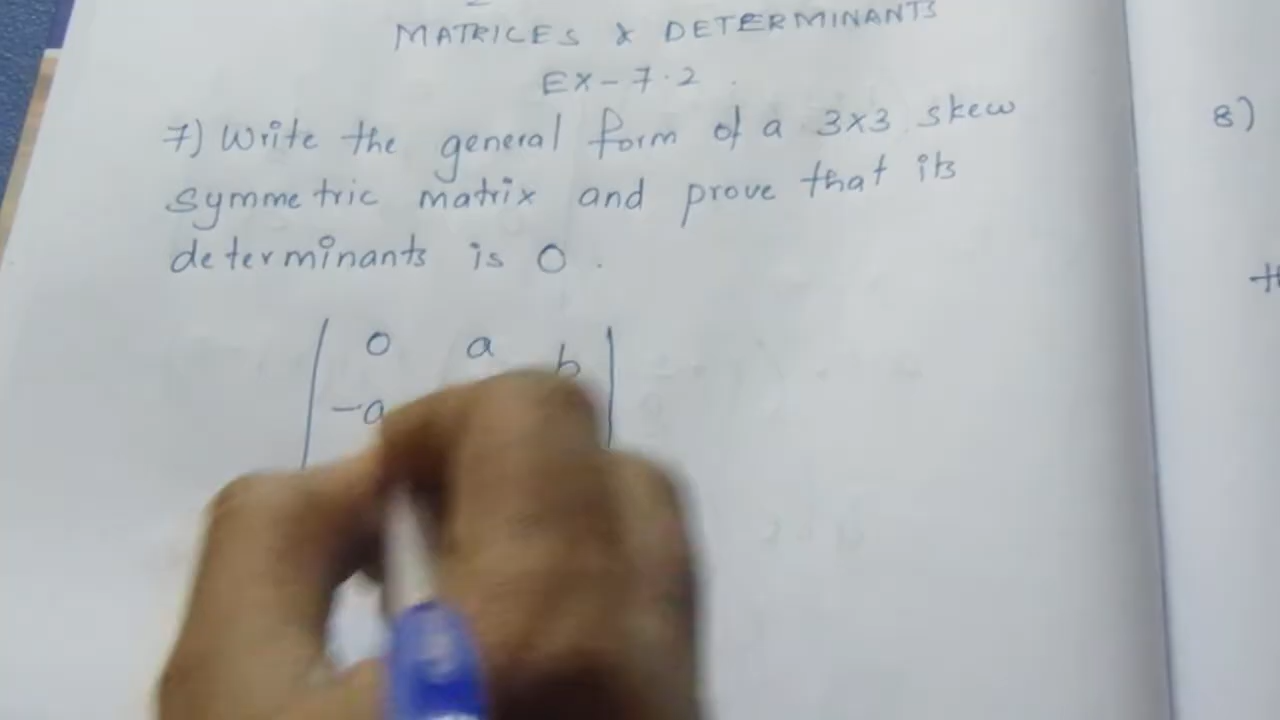 MATRICES & DETERMINANTS
EX-7.2.
7) Write the general form of a 3x3 skew
symmetric matrix and prove that its
determinants is 0.
0 a b
-a
8)